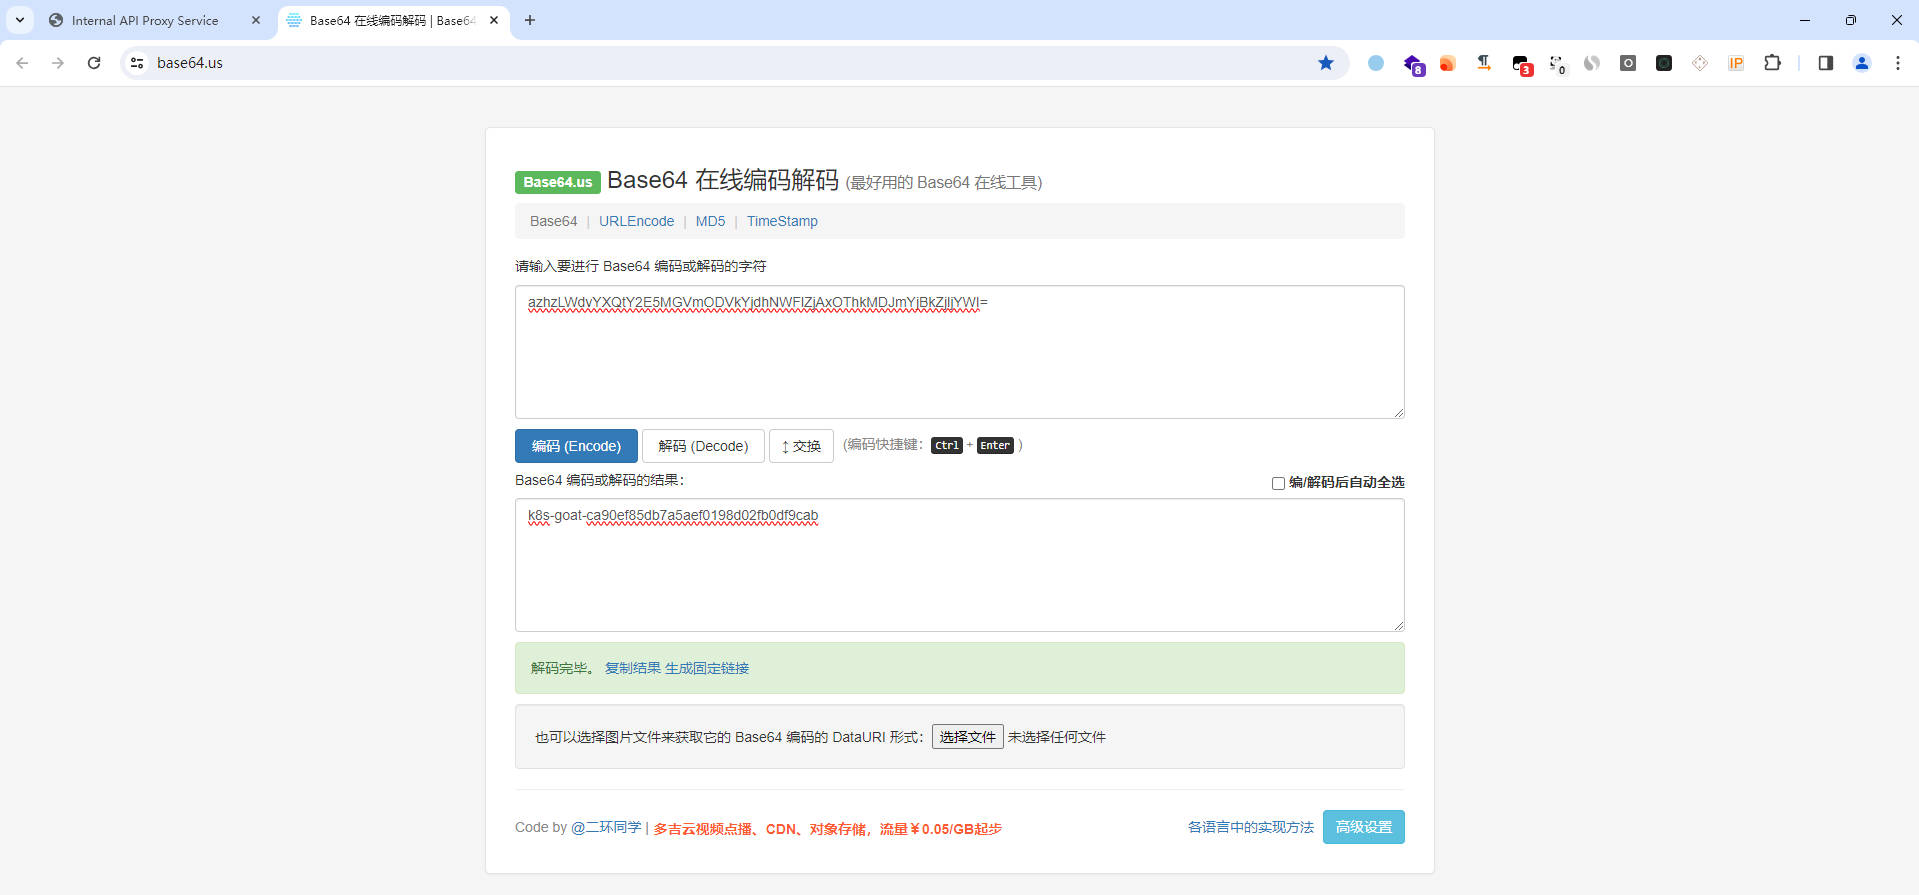 Internal API Proxy Service
Base64 在线编码解码 | Base64
base64.us
8
3
0
IP
Base64.us Base64 在线编码解码 (最好用的 Base64 在线工具)
Base64 | URLEncode | MD5 | TimeStamp
请输入要进行 Base64 编码或解码的字符
azhzLWdvYXQtY2E5MGVmODVkYjdhNWFlZjAxOThkMDJmYjBkZjljYWI=
编码 (Encode) 解码 (Decode) ↕ 交换 (编码快捷键: Ctrl + Enter )
Base64 编码或解码的结果: 编/解码后自动全选
k8s-goat-ca90ef85db7a5aef0198d02fb0df9cab
解码完毕。 复制结果 生成固定链接
也可以选择图片文件来获取它的 Base64 编码的 DataURI 形式: 选择文件 未选择任何文件
Code by @二环同学 | 多吉云视频点播、CDN、对象存储，流量￥0.05/GB起步 各语言中的实现方法 高级设置